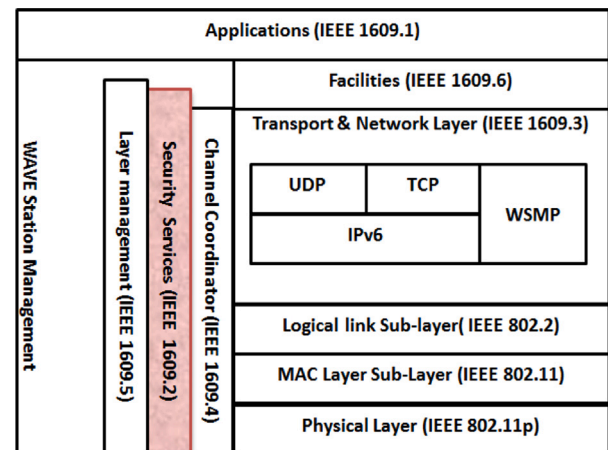 Applications (IEEE 1609.1)
WAVE Station Management
Layer management (IEEE 1609.5)
Security Services (IEEE 1609.2)
Channel Coordinator (IEEE 1609.4)
Facilities (IEEE 1609.6)
Transport & Network Layer (IEEE 1609.3)
UDP
TCP
WSMP
IPv6
Logical link Sub-layer( IEEE 802.2)
MAC Layer Sub-Layer (IEEE 802.11)
Physical Layer (IEEE 802.11p)